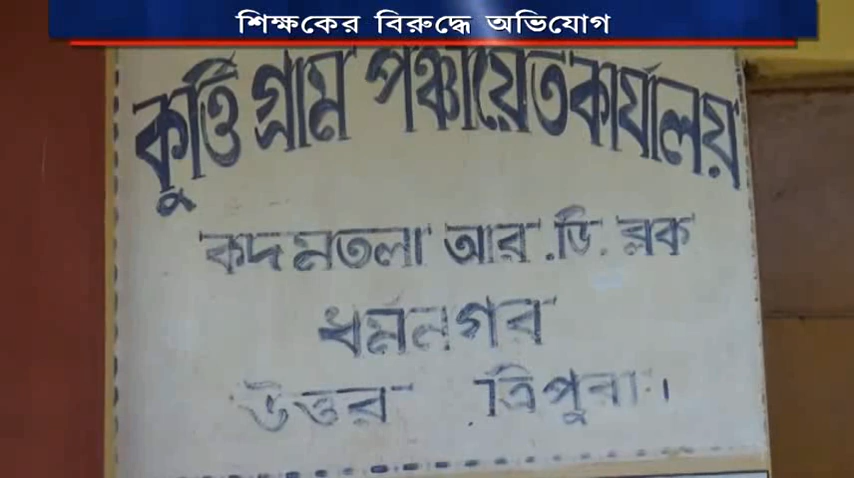 শিক্ষকের বিরুদ্ধে অভিযোগ
কুর্ত্তি গ্রাম পঞ্চায়েত কার্যালয়
কদমতলা আর.ডি. ব্লক
ধর্মনগর
উত্তর ত্রিপুরা।